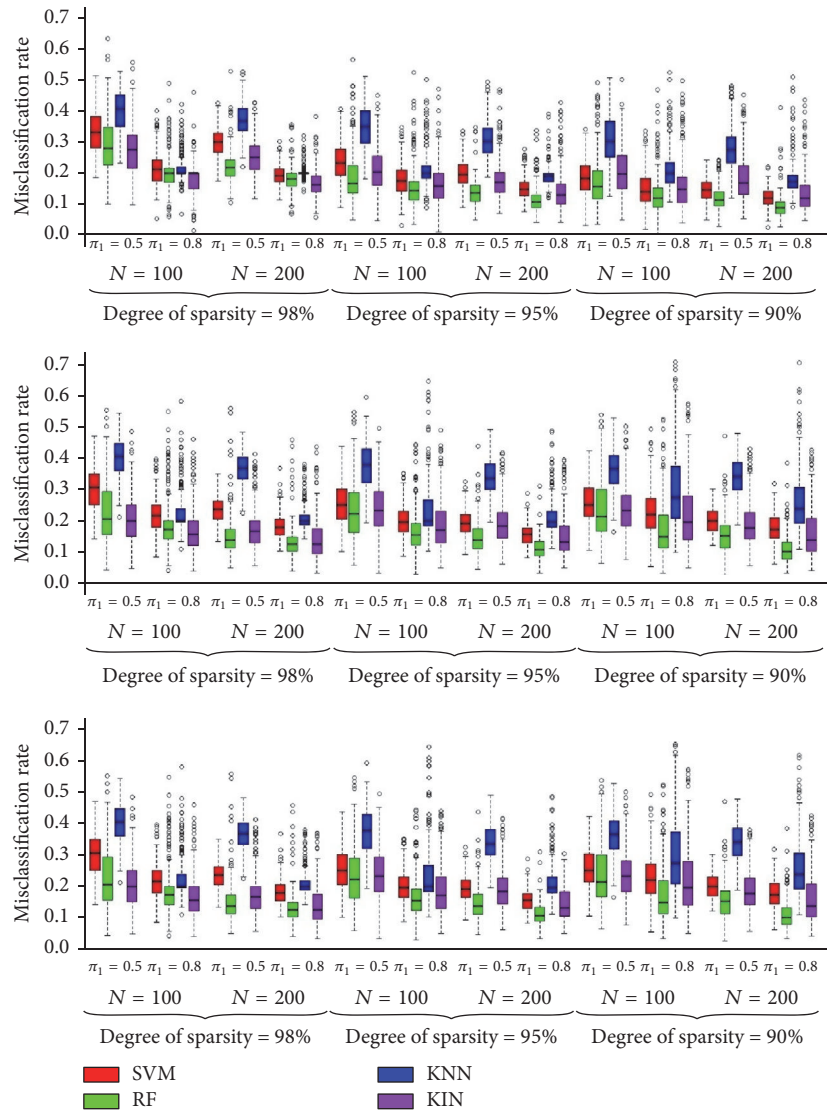 Misclassification rate
0.7
0.6
0.5
0.4
0.3
0.2
0.1
0.0
π1 = 0.5 π1 = 0.8 π1 = 0.5 π1 = 0.8 π1 = 0.5 π1 = 0.8 π1 = 0.5 π1 = 0.8 π1 = 0.5 π1 = 0.8 π1 = 0.5 π1 = 0.8
N = 100 N = 200 N = 100 N = 200 N = 100 N = 200
Degree of sparsity = 98% Degree of sparsity = 95% Degree of sparsity = 90%
Misclassification rate
0.7
0.6
0.5
0.4
0.3
0.2
0.1
0.0
π1 = 0.5 π1 = 0.8 π1 = 0.5 π1 = 0.8 π1 = 0.5 π1 = 0.8 π1 = 0.5 π1 = 0.8 π1 = 0.5 π1 = 0.8 π1 = 0.5 π1 = 0.8
N = 100 N = 200 N = 100 N = 200 N = 100 N = 200
Degree of sparsity = 98% Degree of sparsity = 95% Degree of sparsity = 90%
Misclassification rate
0.7
0.6
0.5
0.4
0.3
0.2
0.1
0.0
π1 = 0.5 π1 = 0.8 π1 = 0.5 π1 = 0.8 π1 = 0.5 π1 = 0.8 π1 = 0.5 π1 = 0.8 π1 = 0.5 π1 = 0.8 π1 = 0.5 π1 = 0.8
N = 100 N = 200 N = 100 N = 200 N = 100 N = 200
Degree of sparsity = 98% Degree of sparsity = 95% Degree of sparsity = 90%
SVM KNN
RF KIN